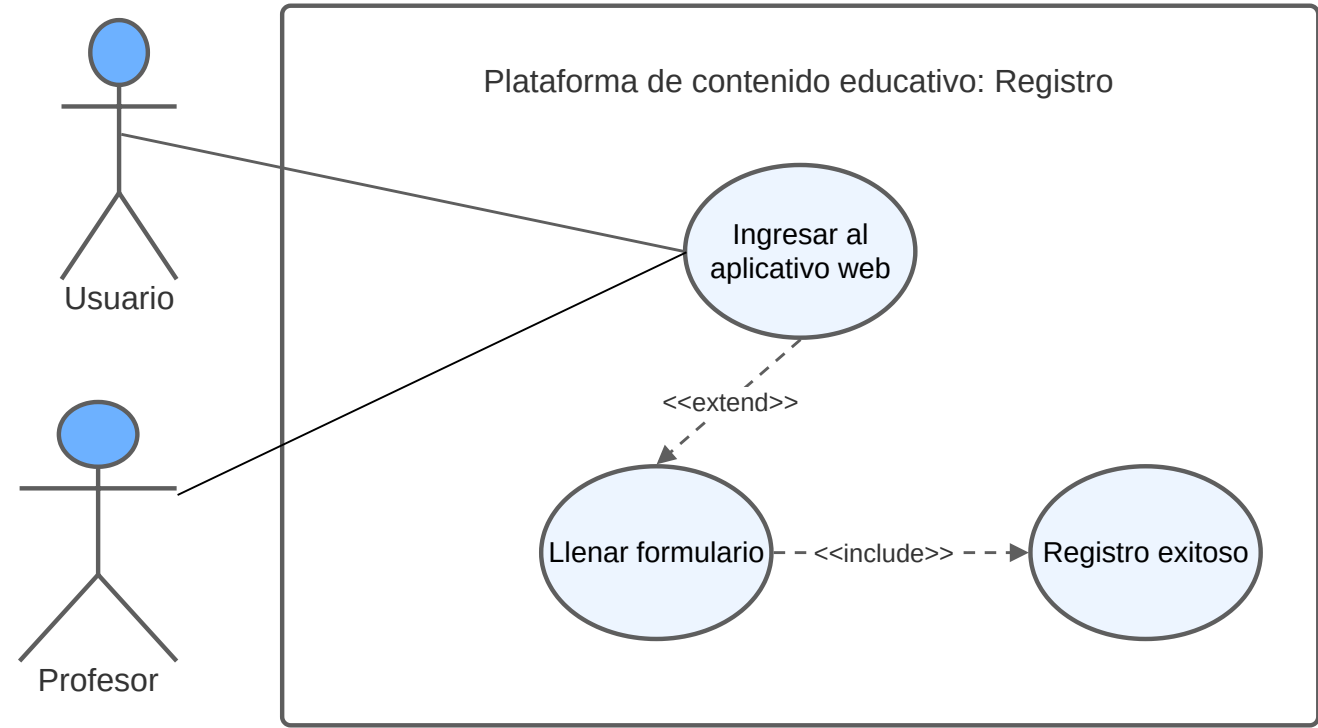 Plataforma de contenido educativo: Registro
Ingresar al
aplicativo web
Usuario
<<extend>>
Llenar formulario
<<include>>
Registro exitoso
Profesor